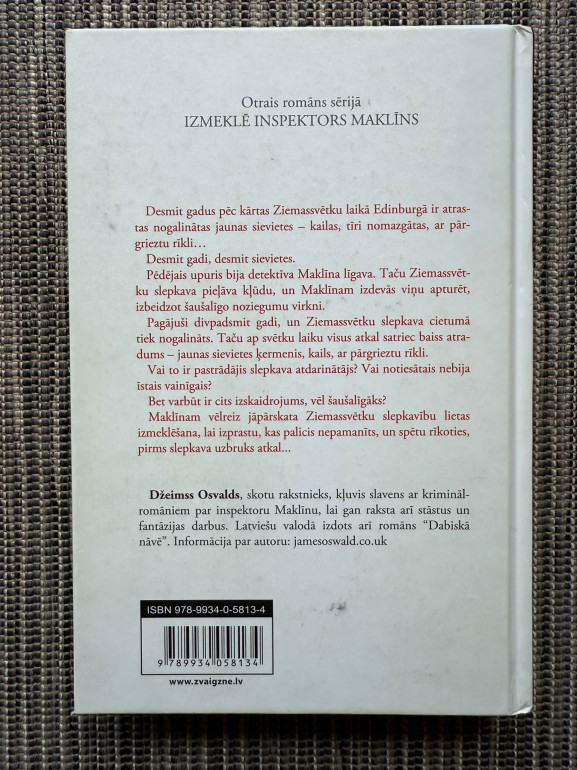 Otrais romāns sērijā
IZMEKLĒ INSPEKTORS MAKLĪNS
Desmit gadus pēc kārtas Ziemassvētku laikā Edinburgā ir atras-
tas nogalinātas jaunas sievietes – kailas, tīri nomazgātas, ar pār-
grieztu rīkli…
Desmit gadi, desmit sievietes.
Pēdējais upuris bija detektīva Maklīna līgava. Taču Ziemassvēt-
ku slepkava pieļāva kļūdu, un Maklīnam izdevās viņu apturēt,
izbeidzot šaušalīgo noziegumu virkni.
Pagājuši divpadsmit gadi, un Ziemassvētku slepkava cietumā
tiek nogalināts. Taču ap svētku laiku visus atkal satriec baiss atra-
dums – jaunas sievietes ķermenis, kails, ar pārgrieztu rīkli.
Vai to ir pastrādājis slepkava atdarinātājs? Vai notiesātais nebija
īstais vainīgais?
Bet varbūt ir cits izskaidrojums, vēl šaušalīgāks?
Maklīnam vēlreiz jāpārskata Ziemassvētku slepkavību lietas
izmeklēšana, lai izprastu, kas palicis nepamanīts, un spētu rīkoties,
pirms slepkava uzbruks atkal...
Džeimss Osvalds, skotu rakstnieks, kļuvis slavens ar krimināl-
romāniem par inspektoru Maklīnu, lai gan raksta arī stāstus un
fantāzijas darbus. Latviešu valodā izdots arī romāns “Dabiskā
nāve”. Informācija par autoru: jamesoswald.co.uk
ISBN 978-9934-0-5813-4
9 789934 058134
www.zvaigzne.lv